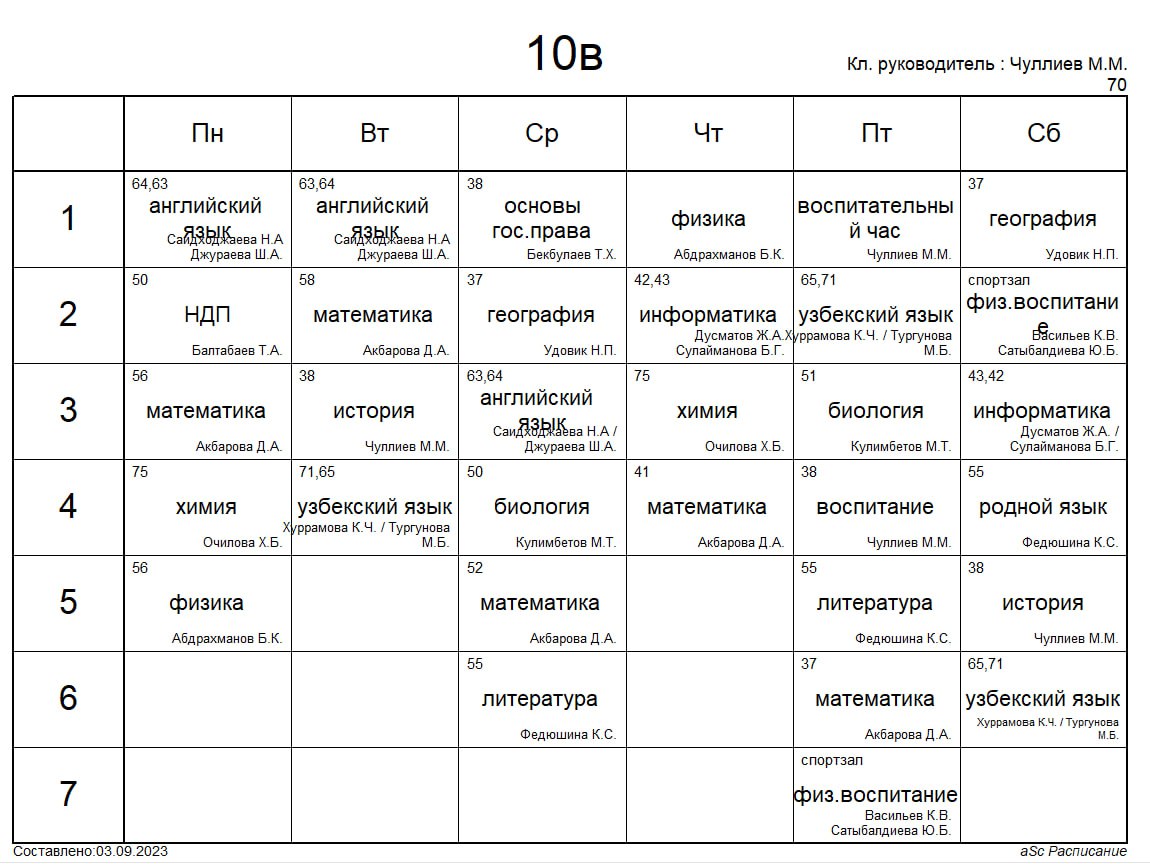 10в
Кл. руководитель : Чуллиев М.М.
70
Пн Вт Ср Чт Пт Сб
1
64,63
английский
язык
Саидходжаева Н.А
Джураева Ш.А.
63,64
английский
язык
Саидходжаева Н.А
Джураева Ш.А.
38
основы
гос.права
Бекбулаев Т.Х.
физика
Абдрахманов Б.К.
воспитательны
й час
Чуллиев М.М.
37
география
Удовик Н.П.
2
50
НДП
Балтабаев Т.А.
58
математика
Акбарова Д.А.
37
география
Удовик Н.П.
42,43
информатика
Дусматов Ж.А.
Сулайманова Б.Г.
65,71
узбекский язык
Хуррамова К.Ч. / Тургунова
М.Б.
спортзал
физ.воспитани
е
Васильев К.В.
Сатыбалдиева Ю.Б.
3
56
математика
Акбарова Д.А.
38
история
Чуллиев М.М.
63,64
английский
язык
Саидходжаева Н.А /
Джураева Ш.А.
75
химия
Очилова Х.Б.
51
биология
Кулимбетов М.Т.
43,42
информатика
Дусматов Ж.А. /
Сулайманова Б.Г.
4
75
химия
Очилова Х.Б.
71,65
узбекский язык
Хуррамова К.Ч. / Тургунова
М.Б.
50
биология
Кулимбетов М.Т.
41
математика
Акбарова Д.А.
38
воспитание
Чуллиев М.М.
55
родной язык
Федюшина К.С.
5
56
физика
Абдрахманов Б.К.
52
математика
Акбарова Д.А.
55
литература
Федюшина К.С.
38
история
Чуллиев М.М.
6
55
литература
Федюшина К.С.
37
математика
Акбарова Д.А.
65,71
узбекский язык
Хуррамова К.Ч. / Тургунова
М.Б.
7
спортзал
физ.воспитание
Васильев К.В.
Сатыбалдиева Ю.Б.
Составлено:03.09.2023
aSc Расписание